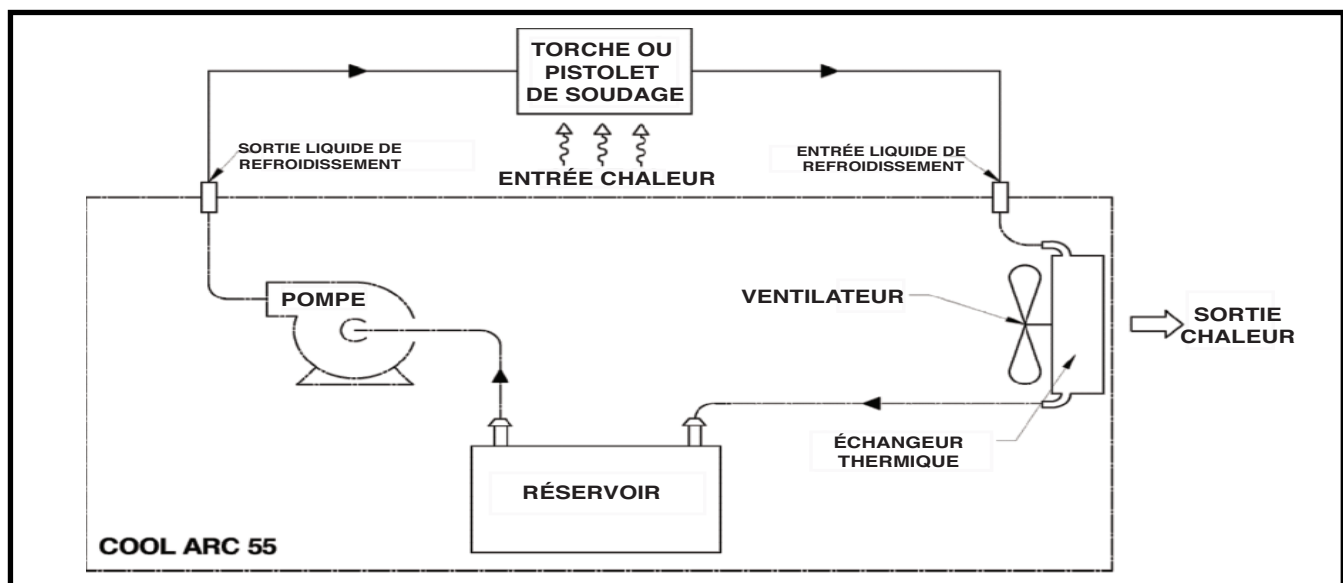 TORCHE OU
PISTOLET
DE SOUDAGE
SORTIE LIQUIDE DE
REFROIDISSEMENT
ENTRÉE CHALEUR
ENTRÉE LIQUIDE DE
REFROIDISSEMENT
POMPE
VENTILATEUR
SORTIE
CHALEUR
ÉCHANGEUR
THERMIQUE
RÉSERVOIR
COOL ARC 55